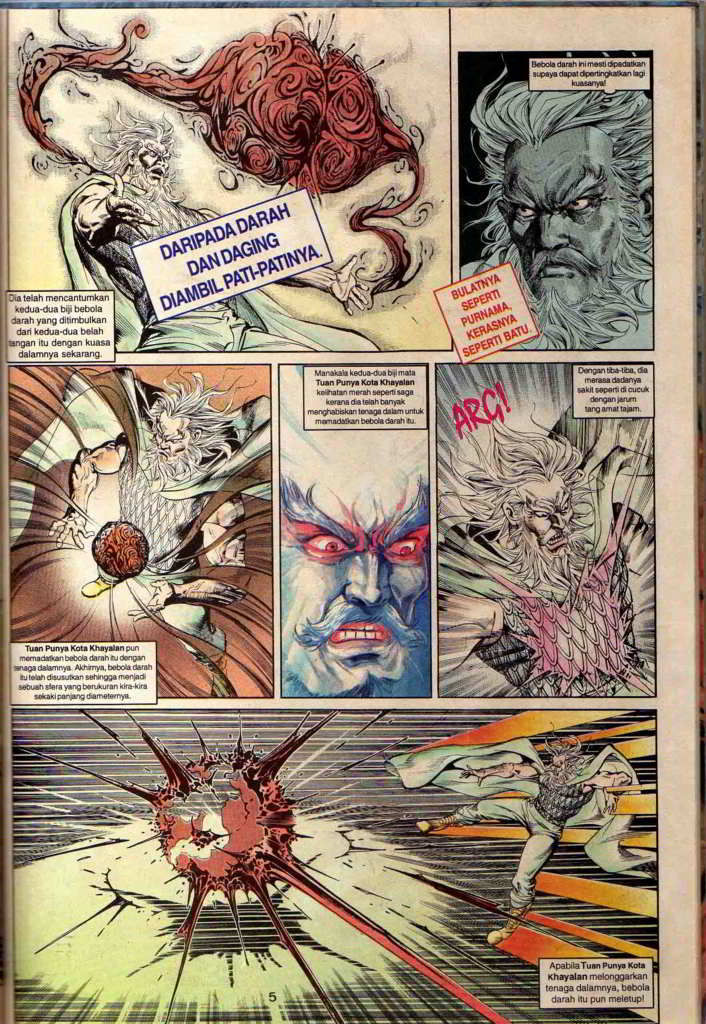 DARIPADA DARAH
DAN DAGING
DIAMBIL PATI-PATINYA.
Dia telah mencantumkan
kedua-dua biji bebola
darah yang ditimbulkan
dari kedua-dua belah
tangan itu dengan kuasa
dalamnya sekarang.
Bebola darah ini mesti dipadatkan
supaya dapat dipertingkatkan lagi
kuasanya!
BULATNYA
SEPERTI
PURNAMA,
KERASNYA
SEPERTI BATU.
Tuan Punya Kota Khayalan pun
memadatkan bebola darah itu dengan
tenaga dalamnya. Akhirnya, bebola darah
itu telah disusutkan sehingga menjadi
sebuah sfera yang berukuran kira-kira
sekaki panjang diameternya.
Manakala kedua-dua biji mata
Tuan Punya Kota Khayalan
kelihatan merah seperti saga
kerana dia telah banyak
menghabiskan tenaga dalam untuk
memadatkan bebola darah itu.
ARG!
Dengan tiba-tiba, dia
merasa dadanya
sakit seperti di cucuk
dengan jarum
tang amat tajam.
Apabila Tuan Punya Kota
Khayalan melonggarkan
tenaga dalamnya, bebola
darah itu pun meletup!
5